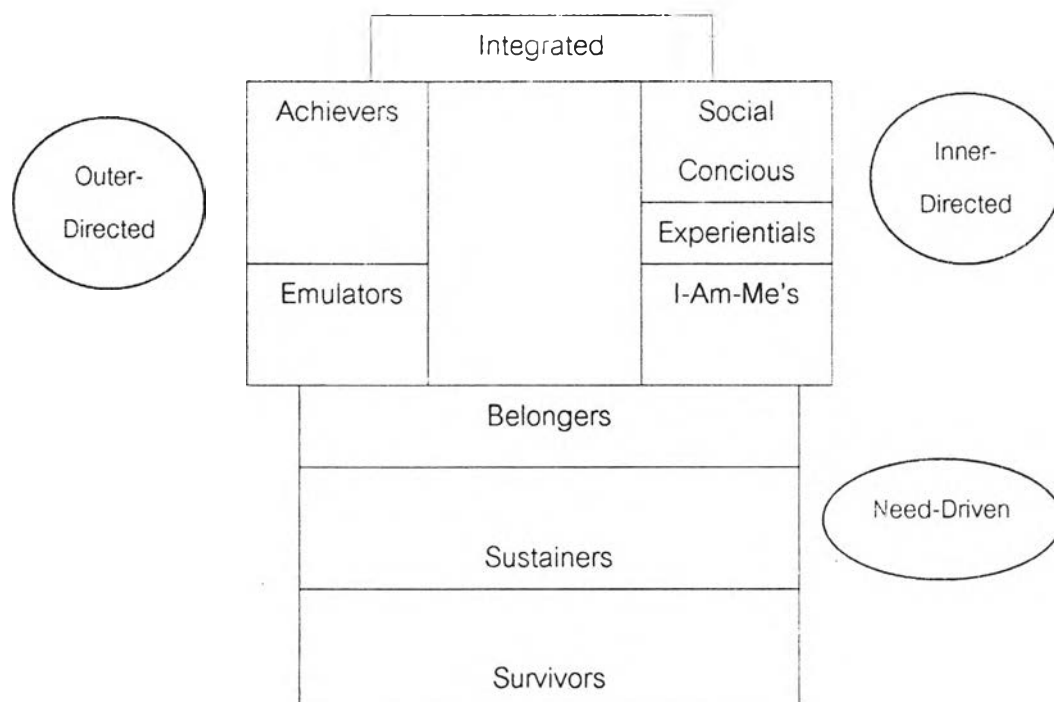 Integrated
Achievers
Social
Concious
Outer-
Directed
Inner-
Directed
Experientials
Emulators
I-Am-Me's
Belongers
Need-Driven
Sustainers
Survivors